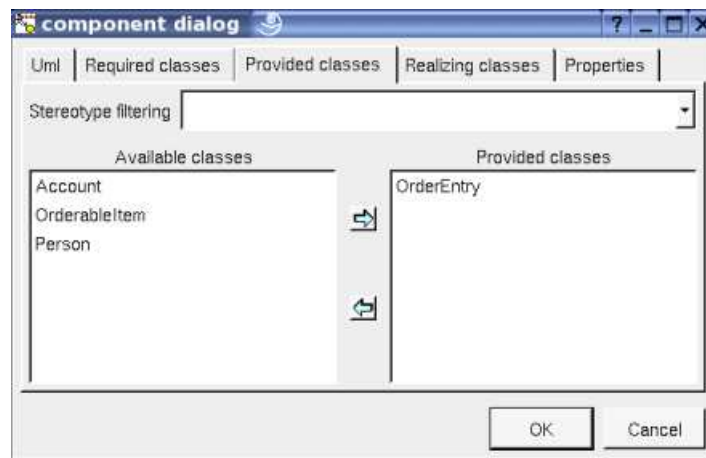 component dialog
?
Uml Required classes Provided classes Realizing classes Properties
Stereotype filtering
Available classes Provided classes
Account OrderEntry
OrderableItem
Person
OK Cancel